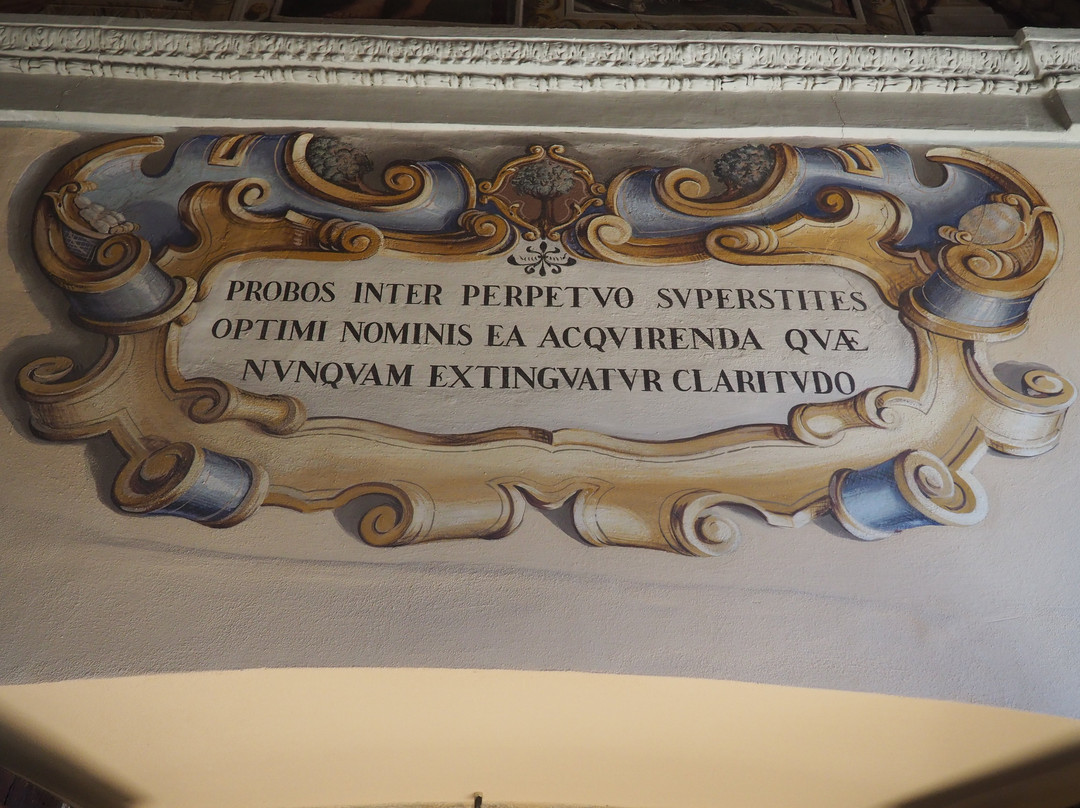 PROBOS INTER PERPETVO SVPERSTITES
OPTIMI NOMINIS EA ACQVIRENDA QVÆ
NVNQVAM EXTINGVATVR CLARITVDO